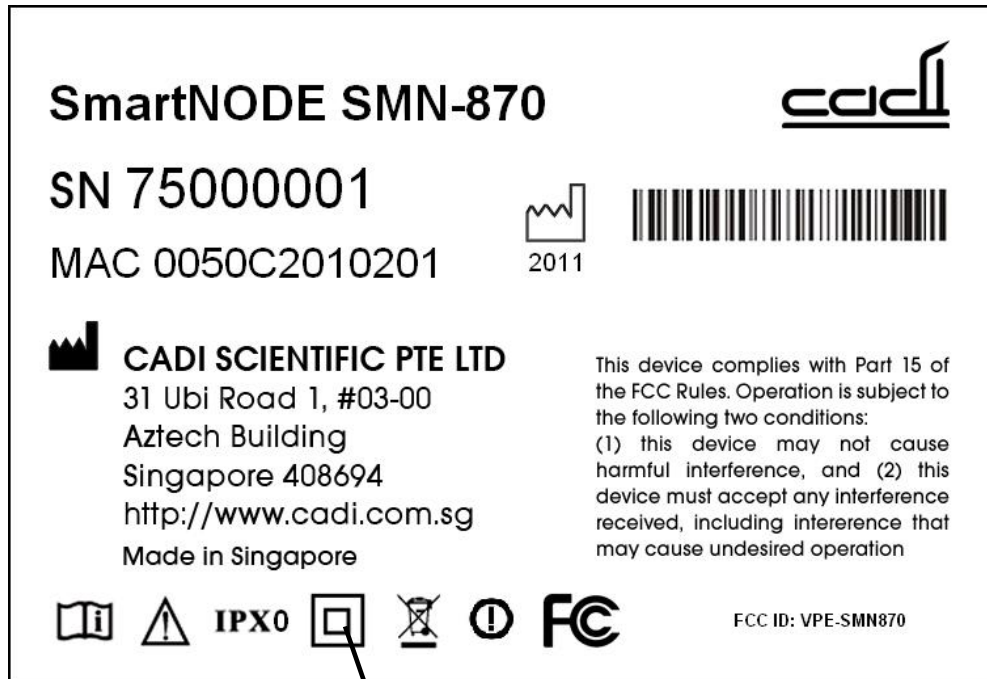 SmartNODE SMN-870
cadi
SN 75000001
MAC 0050C2010201
2011
CADI SCIENTIFIC PTE LTD
31 Ubi Road 1, #03-00
Aztech Building
Singapore 408694
http://www.cadi.com.sg
Made in Singapore
This device complies with Part 15 of
the FCC Rules. Operation is subject to
the following two conditions:
(1) this device may not cause
harmful interference, and (2) this
device must accept any interference
received, including intererence that
may cause undesired operation
IPX0
FC
FCC ID: VPE-SMN870